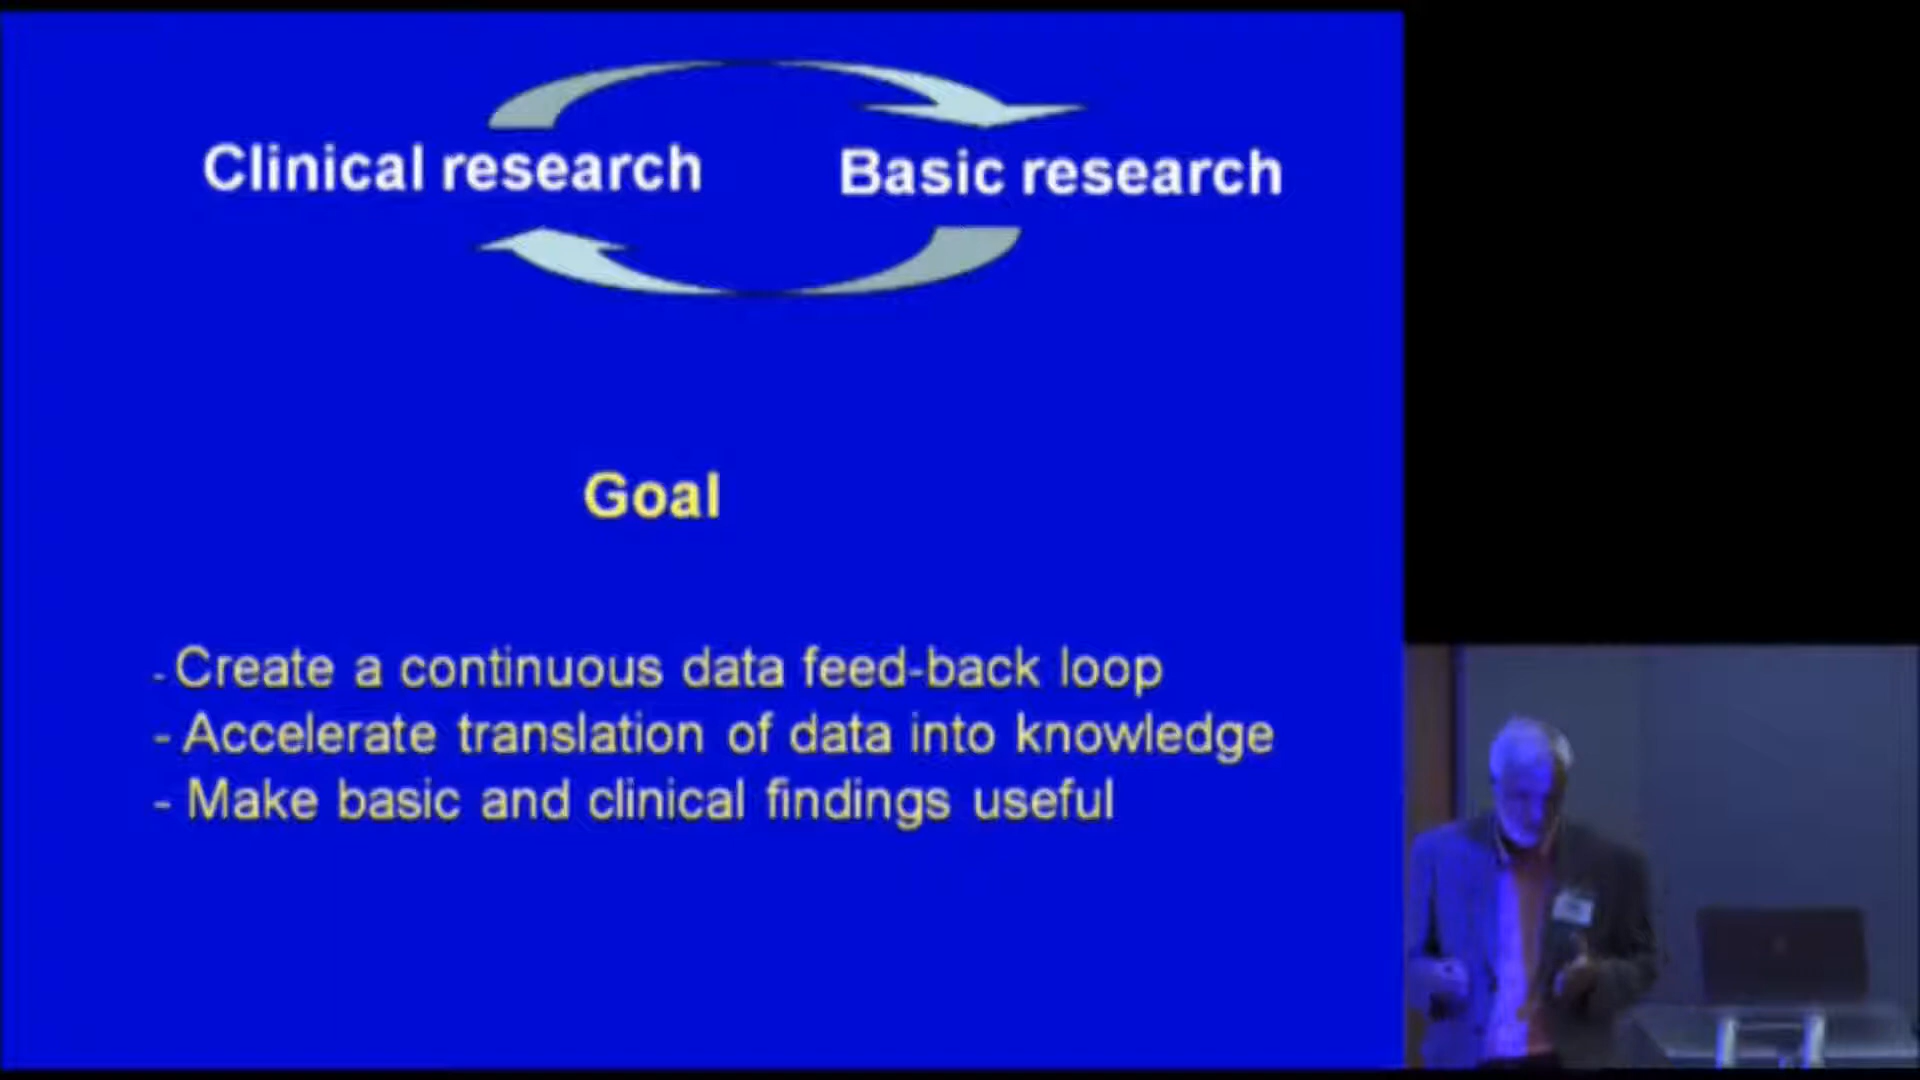 Clinical research Basic research
Goal
- Create a continuous data feed-back loop
- Accelerate translation of data into knowledge
- Make basic and clinical findings useful